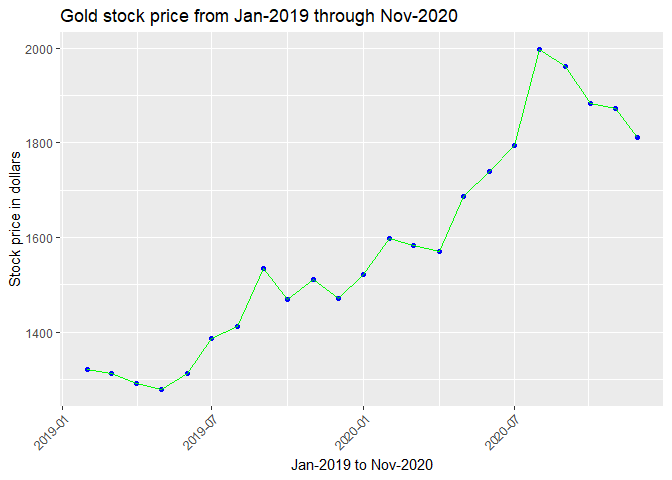 Gold stock price from Jan-2019 through Nov-2020
Stock price in dollars
2000
1800
1600
1400
2019-01
2019-07
2020-01
2020-07
Jan-2019 to Nov-2020